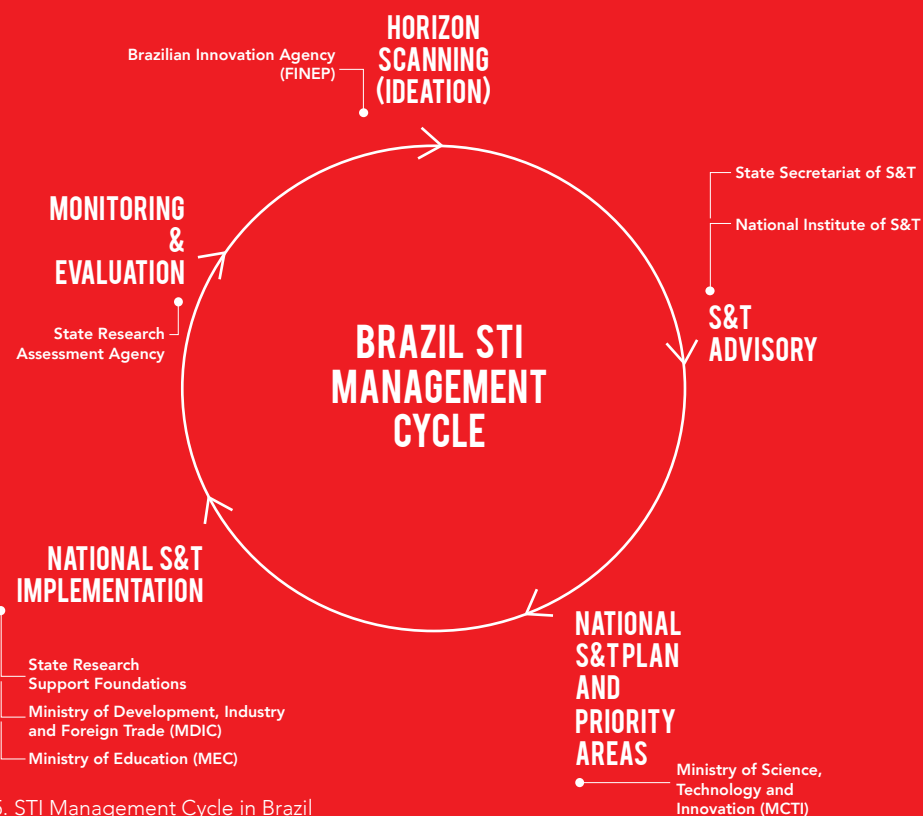 HORIZON
SCANNING
(IDEATION)
Brazilian Innovation Agency
(FINEP)
State Secretariat of S&T
National Institute of S&T
S&T
ADVISORY
MONITORING
&
EVALUATION
State Research
Assessment Agency
BRAZIL STI
MANAGEMENT
CYCLE
NATIONAL S&T
IMPLEMENTATION
State Research
Support Foundations
Ministry of Development, Industry
and Foreign Trade (MDIC)
Ministry of Education (MEC)
NATIONAL
S&T PLAN
AND
PRIORITY
AREAS
Ministry of Science,
Technology and
Innovation (MCTI)
. STI Management Cycle in Brazil